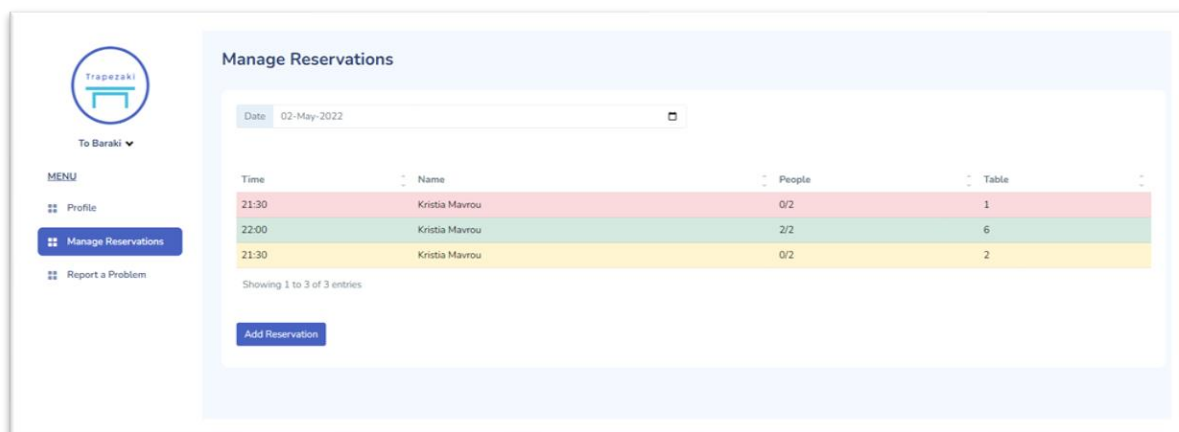 Trapezaki
To Baraki
MENU
Profile
Manage Reservations
Report a Problem
Manage Reservations
Date 02-May-2022
Time Name People Table
21:30 Kristia Mavrou 0/2 1
22:00 Kristia Mavrou 2/2 6
21:30 Kristia Mavrou 0/2 2
Showing 1 to 3 of 3 entries
Add Reservation